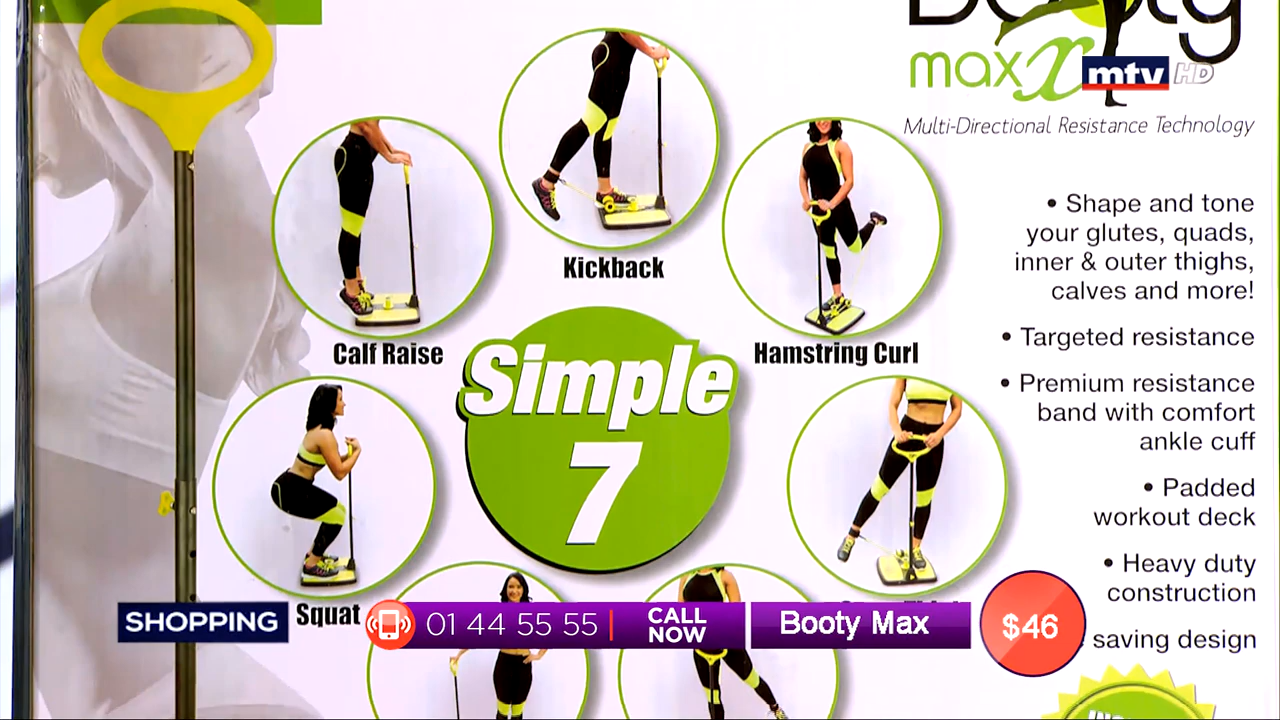 Booty
maxx
mtv HD
Multi-Directional Resistance Technology
Kickback
Calf Raise
Hamstring Curl
Simple
7
Squat
• Shape and tone
your glutes, quads,
inner & outer thighs,
calves and more!
• Targeted resistance
• Premium resistance
band with comfort
ankle cuff
• Padded
workout deck
• Heavy duty
construction
saving design
SHOPPING
01 44 55 55
CALL
NOW
Booty Max
$46